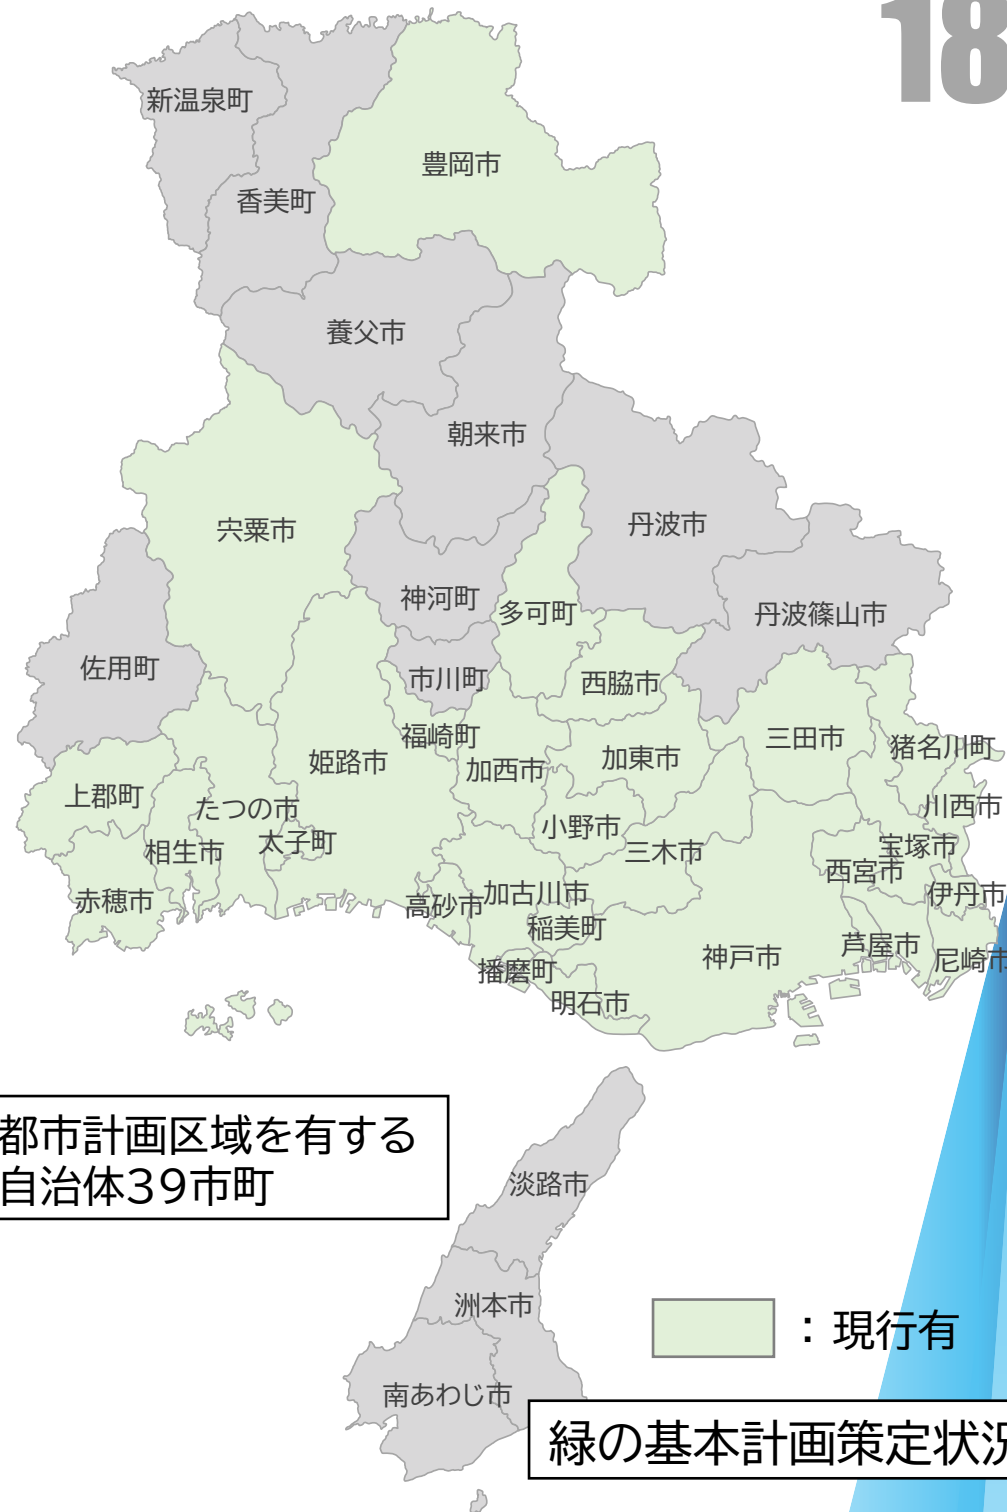 18
新温泉町
豊岡市
香美町
養父市
朝来市
宍粟市
丹波市
神河町
多可町
丹波篠山市
佐用町
市川町
西脇市
福崎町
姫路市
加西市
加東市
三田市
猪名川町
上郡町
たつの市
川西市
小野市
太子町
相生市
三木市
宝塚市
西宮市
赤穂市
高砂市
加古川市
伊丹市
稲美町
芦屋市
神戸市
尼崎市
播磨町
明石市
都市計画区域を有する
自治体39市町
淡路市
洲本市
：現行有
南あわじ市
緑の基本計画策定状況